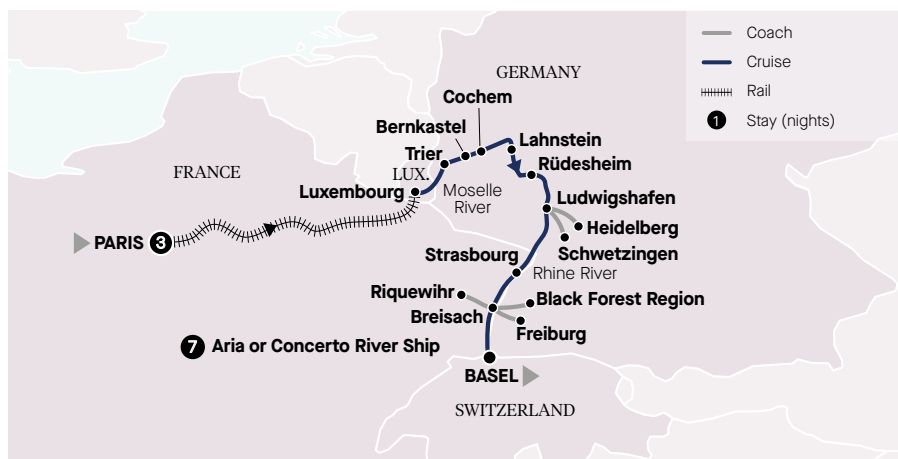 Coach
Cruise
Rail
1 Stay (nights)
GERMANY
Cochem
Bernkastel
Lahnstein
Trier
Rüdesheim
FRANCE
LUX.
Luxembourg
Moselle
River
Ludwigshafen
Heidelberg
PARIS 3
Schwetzingen
Strasbourg
Rhine River
Riquewihr
Black Forest Region
Breisach
Freiburg
7 Aria or Concerto River Ship
BASEL
SWITZERLAND